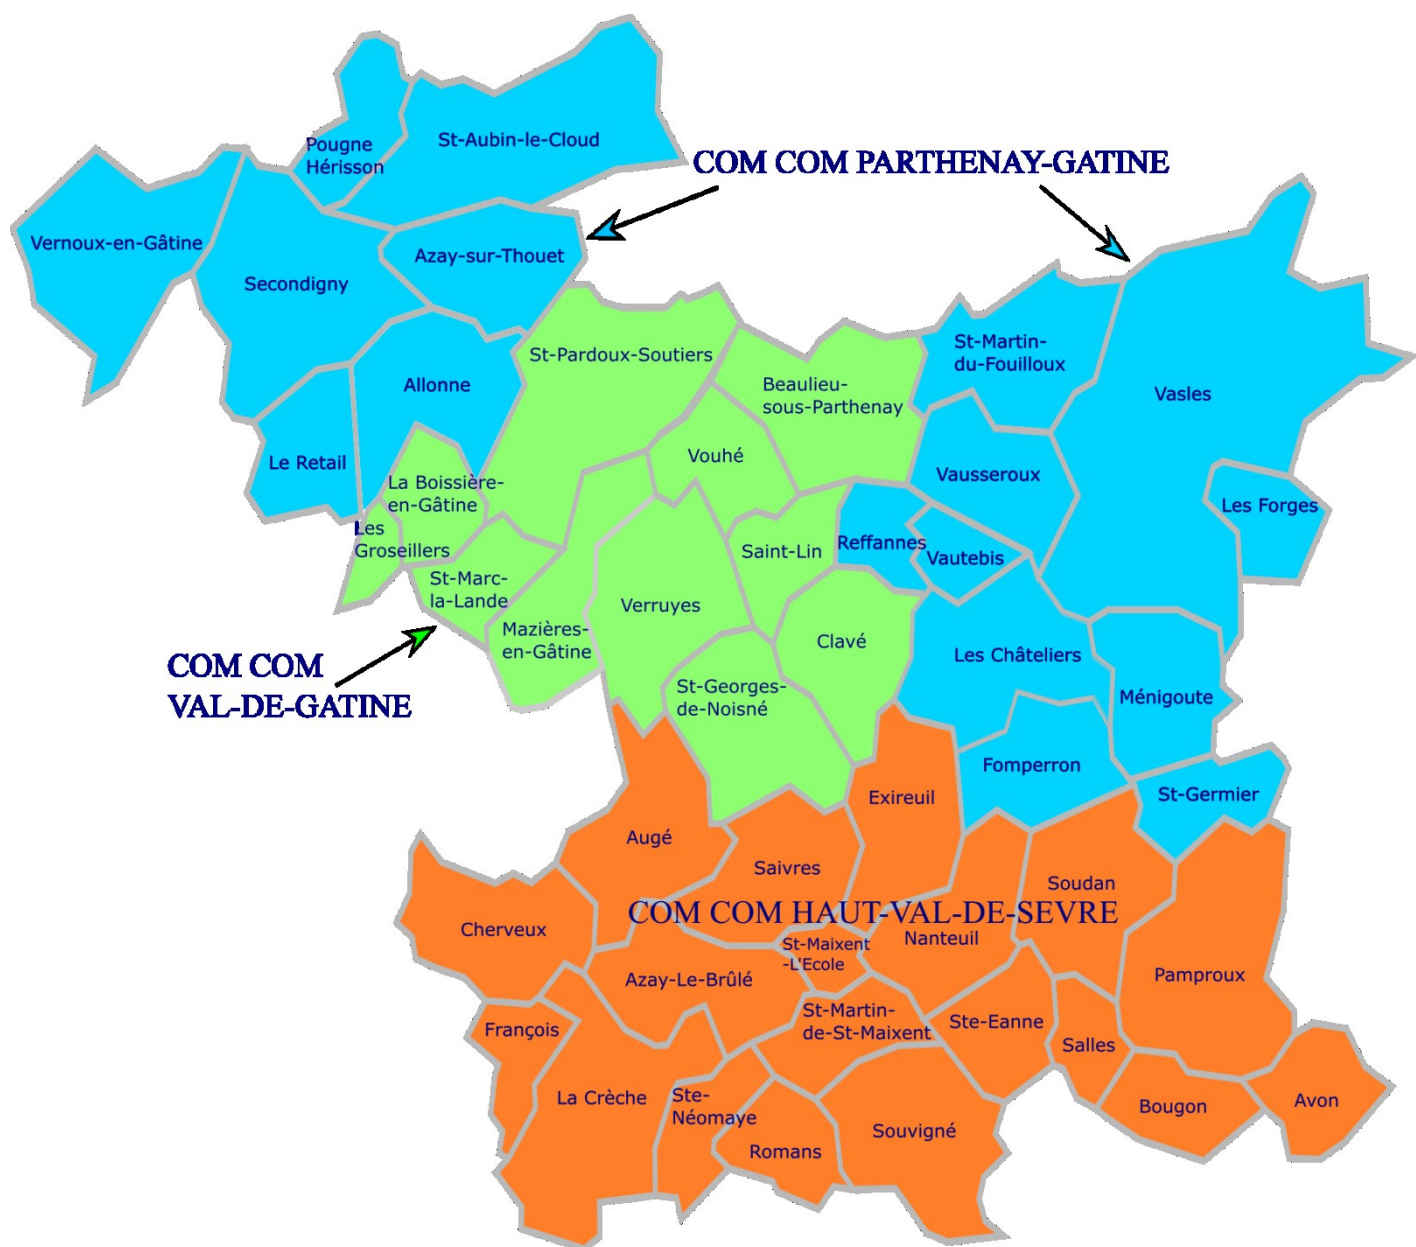 Pougne
Hérisson
St-Aubin-le-Cloud
COM COM PARTHENAY-GATINE
Vernoux-en-Gâtine
Azay-sur-Thouet
Secondigny
St-Martin-
du-Fouilloux
St-Pardoux-Soutiers
Allonne
Beaulieu-
sous-Parthenay
Vasles
Vouhé
Le Retail
Vausseroux
La Boissière-
en-Gâtine
Les Forges
Les
Groseillers
Saint-Lin
Reffannes
Vautebis
St-Marc-
la-Lande
Verruyes
Mazières-
en-Gâtine
Clavé
Les Châteliers
COM COM
VAL-DE-GATINE
St-Georges-
de-Noisné
Ménigoute
Fomperron
St-Germier
Exireuil
Augé
Saivres
Soudan
COM COM HAUT-VAL-DE-SEVRE
Cherveux
Nanteuil
St-Maixent
-L'Ecole
Azay-Le-Brûlé
Pamproux
St-Martin-
de-St-Maixent
Ste-Eanne
François
Salles
La Crèche
Ste-
Néomaye
Bougon
Avon
Souvigné
Romans